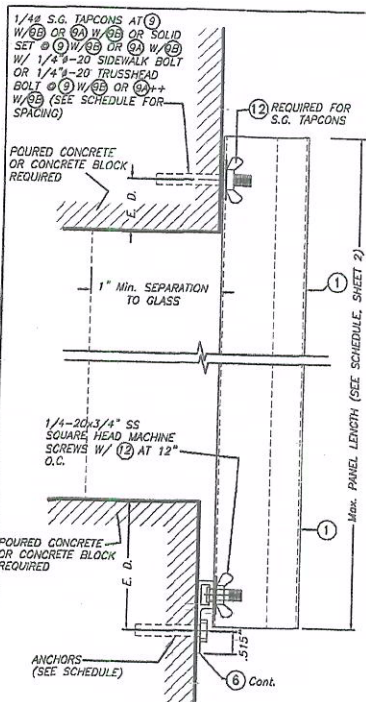 1/4ø S.G. TAPCONS AT 9
W/9B OR 9A W/9B OR SOLID
SET @ 9 W/9B OR 9A W/9B
W/ 1/4"ø-20 SIDEWALK BOLT
OR 1/4"ø-20 TRUSSHEAD
BOLT @ 9 W/9B OR 9A++
W/9B (SEE SCHEDULE FOR
SPACING)
12 REQUIRED FOR
S.G. TAPCONS
POURED CONCRETE
OR CONCRETE BLOCK
REQUIRED
E. D.
1" Min. SEPARATION
TO GLASS
1
Max. PANEL LENGTH (SEE SCHEDULE, SHEET 2)
1/4-20x3/4" SS
SQUARE HEAD MACHINE
SCREWS W/ 12 AT 12"
O.C.
1
POURED CONCRETE
OR CONCRETE BLOCK
REQUIRED
E. D.
.515"
ANCHORS
(SEE SCHEDULE)
6 Cont.